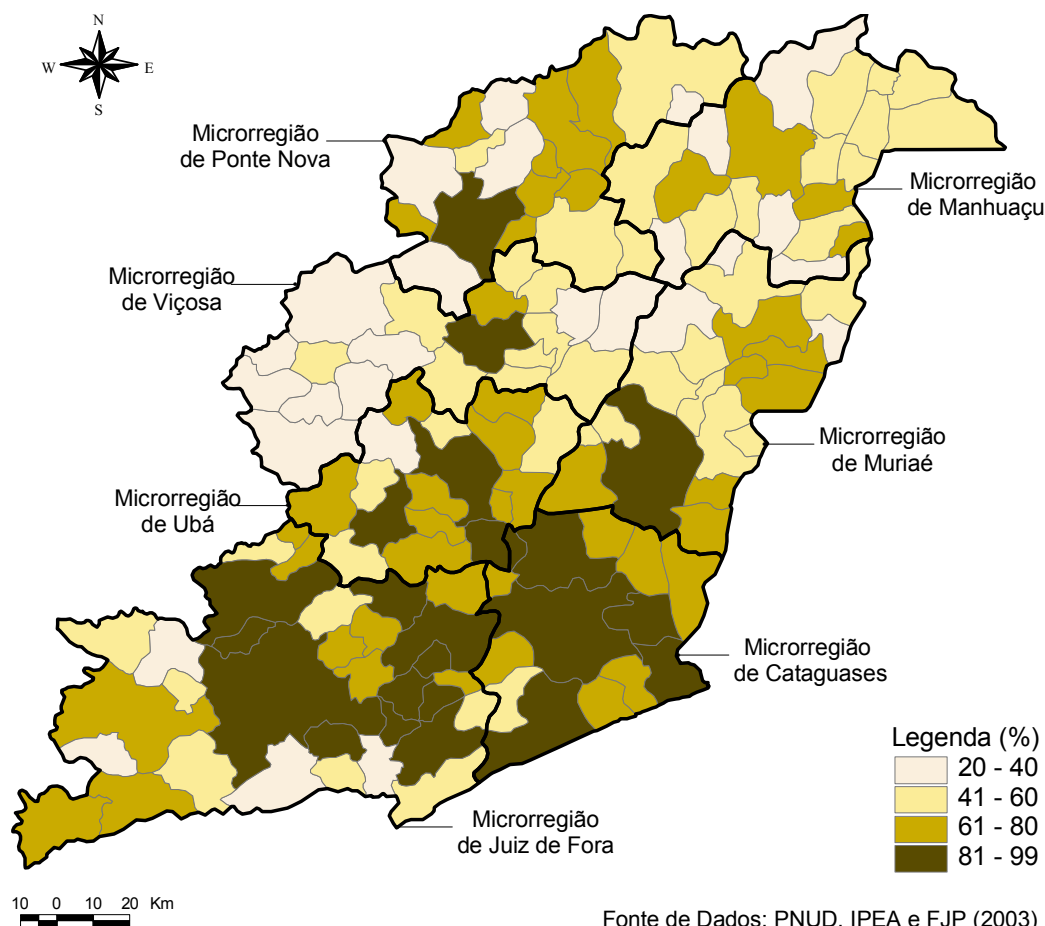 N
W E
S
Microrregião
de Ponte Nova
Microrregião
de Manhuaçu
Microrregião
de Viçosa
Microrregião
de Muriaé
Microrregião
de Ubá
Microrregião
de Cataguases
Legenda (%)
20 - 40
41 - 60
61 - 80
81 - 99
Microrregião
de Juiz de Fora
10 0 10 20 Km
Fonte de Dados: PNUD, IPEA e FJP (2003)